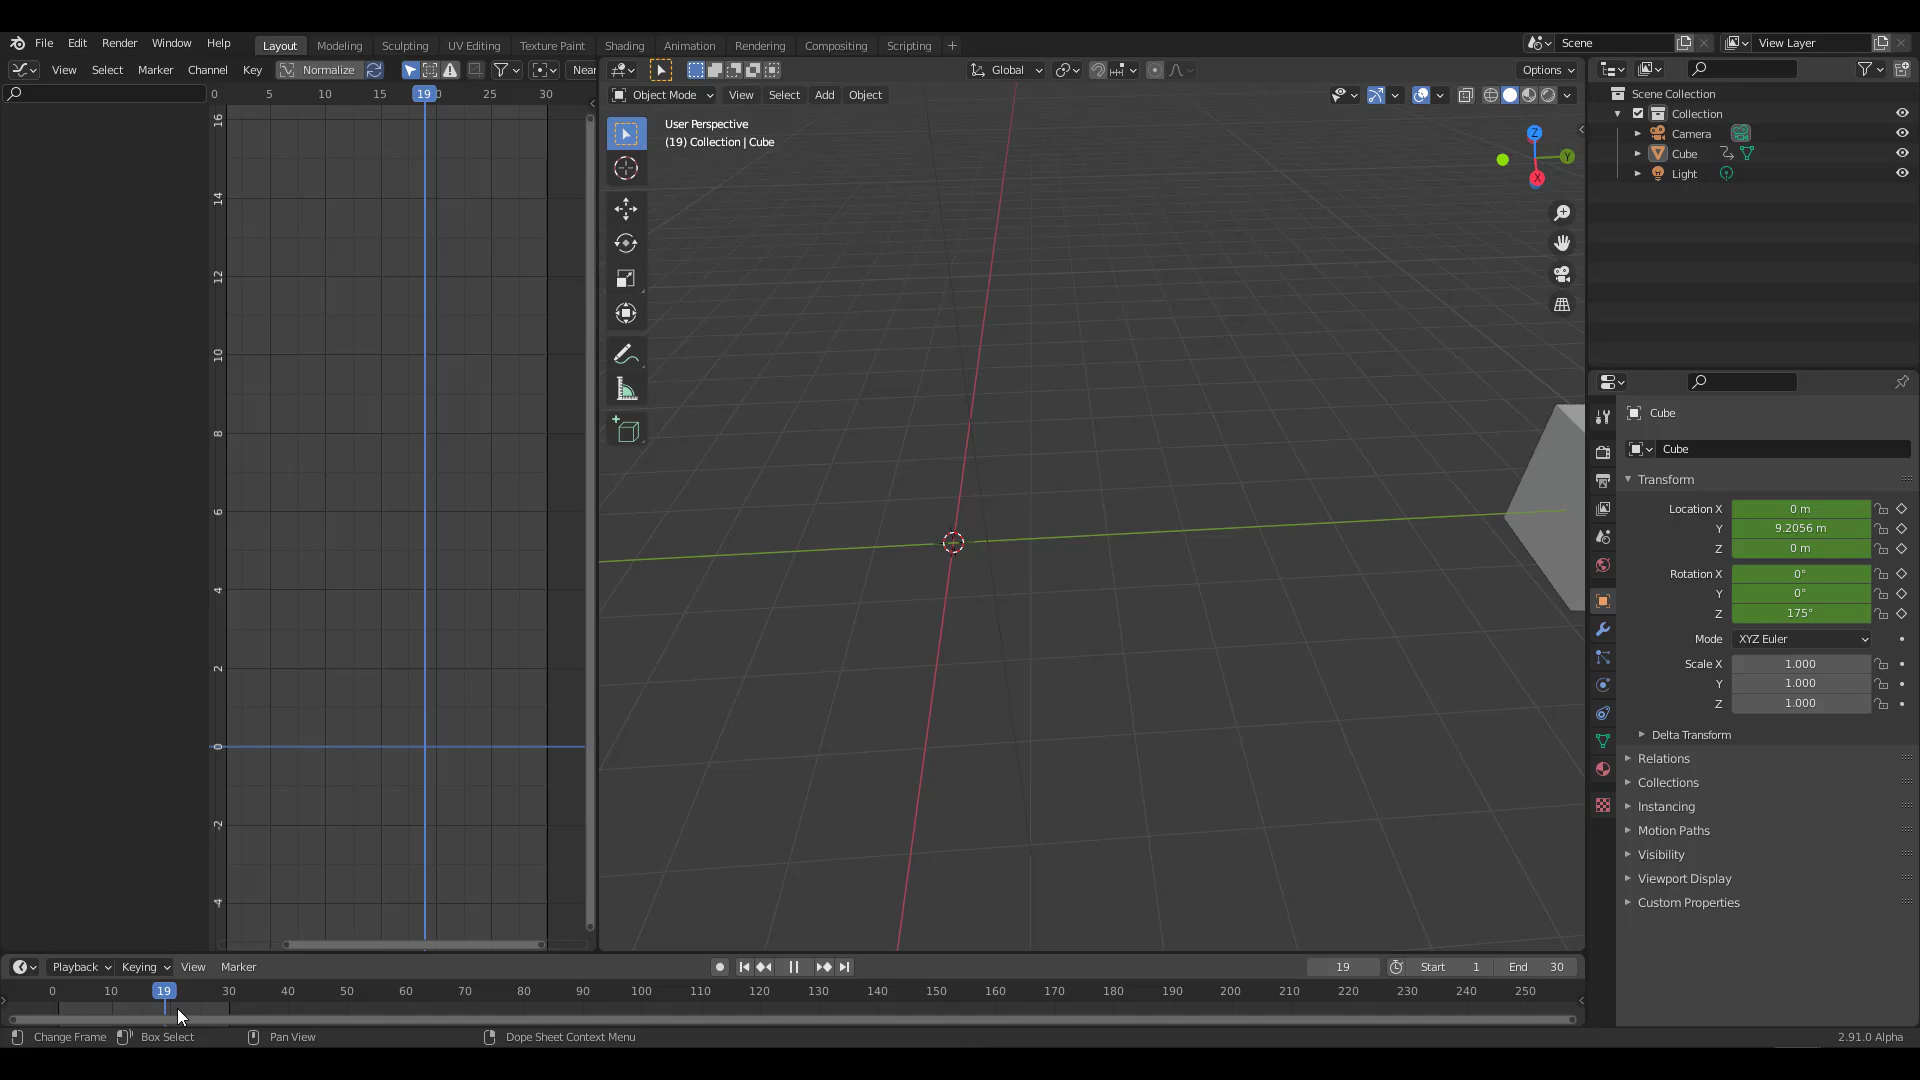 File Edit Render Window Help Layout Modeling Sculpting UV Editing Texture Paint Shading Animation Rendering Compositing Scripting + Scene View Layer
View Select Marker Channel Key Normalize Near Global Options
0 5 10 15 19 0 25 30
Object Mode View Select Add Object
User Perspective
(19) Collection | Cube
16
14
12
10
8
6
4
2
0
-2
-4
Z
Y
X
Scene Collection
Collection
Camera
Cube
Light
Cube
Cube
Transform
Location X 0 m
Y 9.2056 m
Z 0 m
Rotation X 0°
Y 0°
Z 175°
Mode XYZ Euler
Scale X 1.000
Y 1.000
Z 1.000
Delta Transform
Relations
Collections
Instancing
Motion Paths
Visibility
Viewport Display
Custom Properties
Playback Keying View Marker 19 Start 1 End 30
0 10 19 30 40 50 60 70 80 90 100 110 120 130 140 150 160 170 180 190 200 210 220 230 240 250
Change Frame Box Select Pan View Dope Sheet Context Menu 2.91.0 Alpha